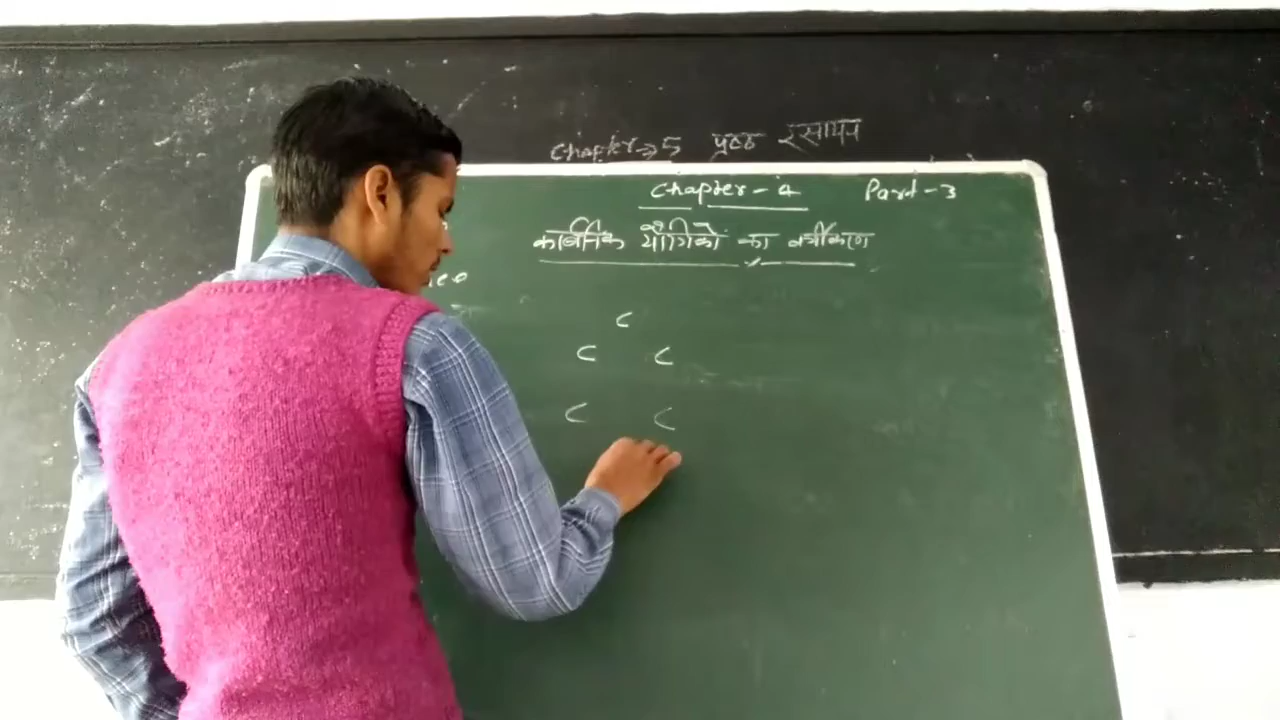 Chapter → 5 पृष्ठ रसायन
Chapter - 4 Part - 3
कार्बनिक यौगिकों का वर्गीकरण
C
C C
C C